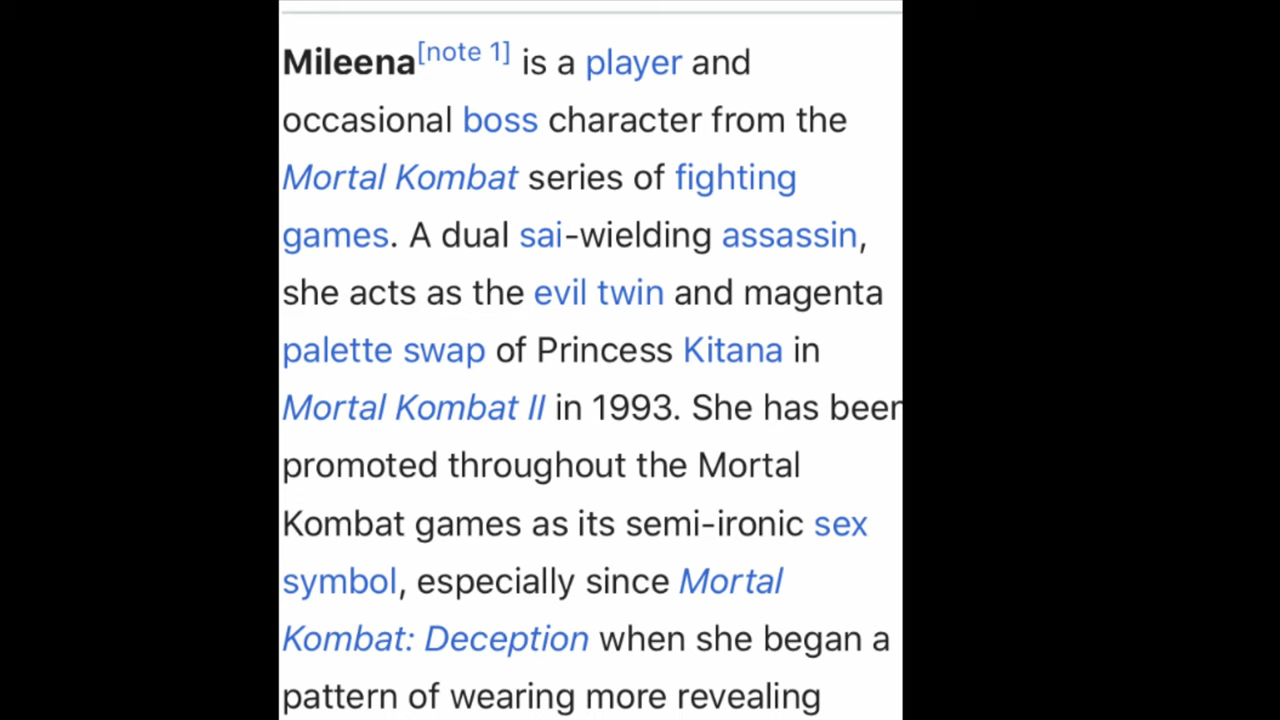 Mileena[note 1] is a player and
occasional boss character from the
Mortal Kombat series of fighting
games. A dual sai-wielding assassin,
she acts as the evil twin and magenta
palette swap of Princess Kitana in
Mortal Kombat II in 1993. She has been
promoted throughout the Mortal
Kombat games as its semi-ironic sex
symbol, especially since Mortal
Kombat: Deception when she began a
pattern of wearing more revealing